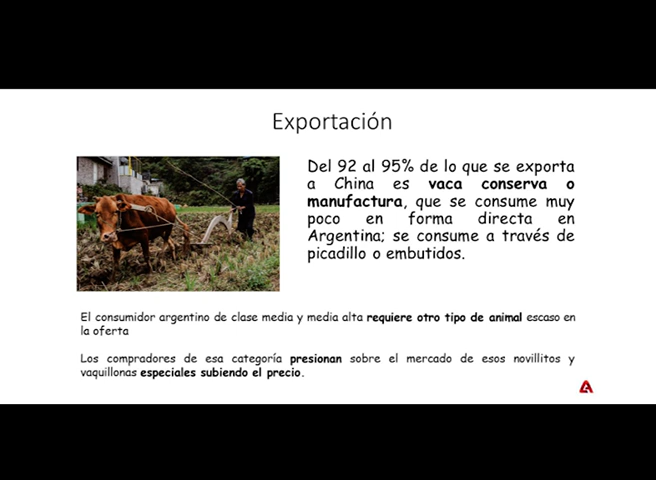 Exportación
Del 92 al 95% de lo que se exporta
a China es vaca conserva o
manufactura, que se consume muy
poco en forma directa en
Argentina; se consume a través de
picadillo o embutidos.
El consumidor argentino de clase media y media alta requiere otro tipo de animal escaso en
la oferta
Los compradores de esa categoría presionan sobre el mercado de esos novillitos y
vaquillonas especiales subiendo el precio.